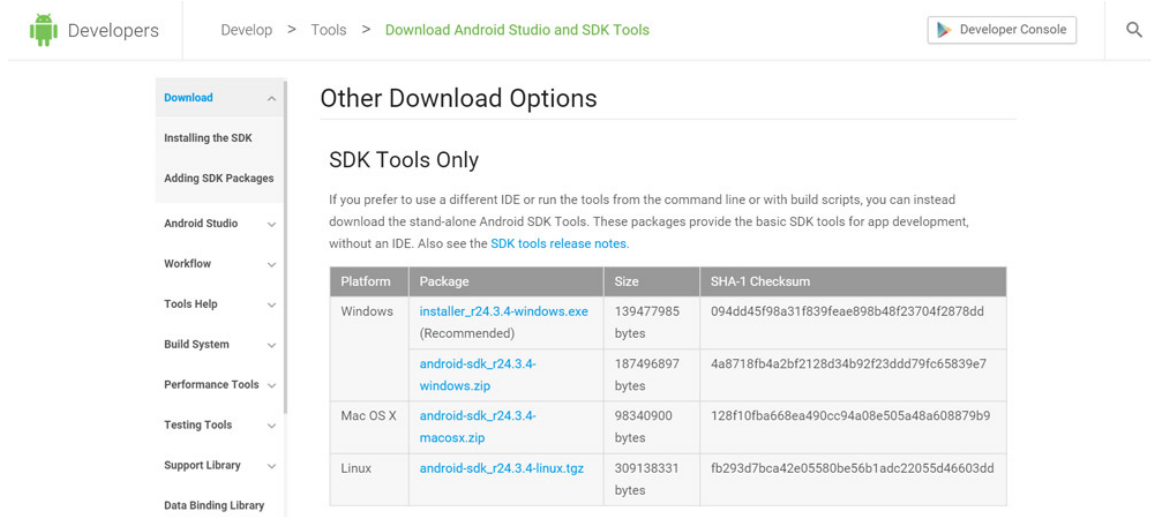 Developers
Develop > Tools > Download Android Studio and SDK Tools
Developer Console
Download
Installing the SDK
Adding SDK Packages
Android Studio
Workflow
Tools Help
Build System
Performance Tools
Testing Tools
Support Library
Data Binding Library
Other Download Options
SDK Tools Only
If you prefer to use a different IDE or run the tools from the command line or with build scripts, you can instead
download the stand-alone Android SDK Tools. These packages provide the basic SDK tools for app development,
without an IDE. Also see the SDK tools release notes.
Platform Package Size SHA-1 Checksum
Windows installer_r24.3.4-windows.exe 139477985 094dd45f98a31f839feae898b48f23704f2878dd
(Recommended) bytes
android-sdk_r24.3.4- 187496897 4a8718fb4a2bf2128d34b92f23ddd79fc65839e7
windows.zip bytes
Mac OS X android-sdk_r24.3.4- 98340900 128f10fba668ea490cc94a08e505a48a608879b9
macosx.zip bytes
Linux android-sdk_r24.3.4-linux.tgz 309138331 fb293d7bca42e05580be56b1adc22055d46603dd
bytes